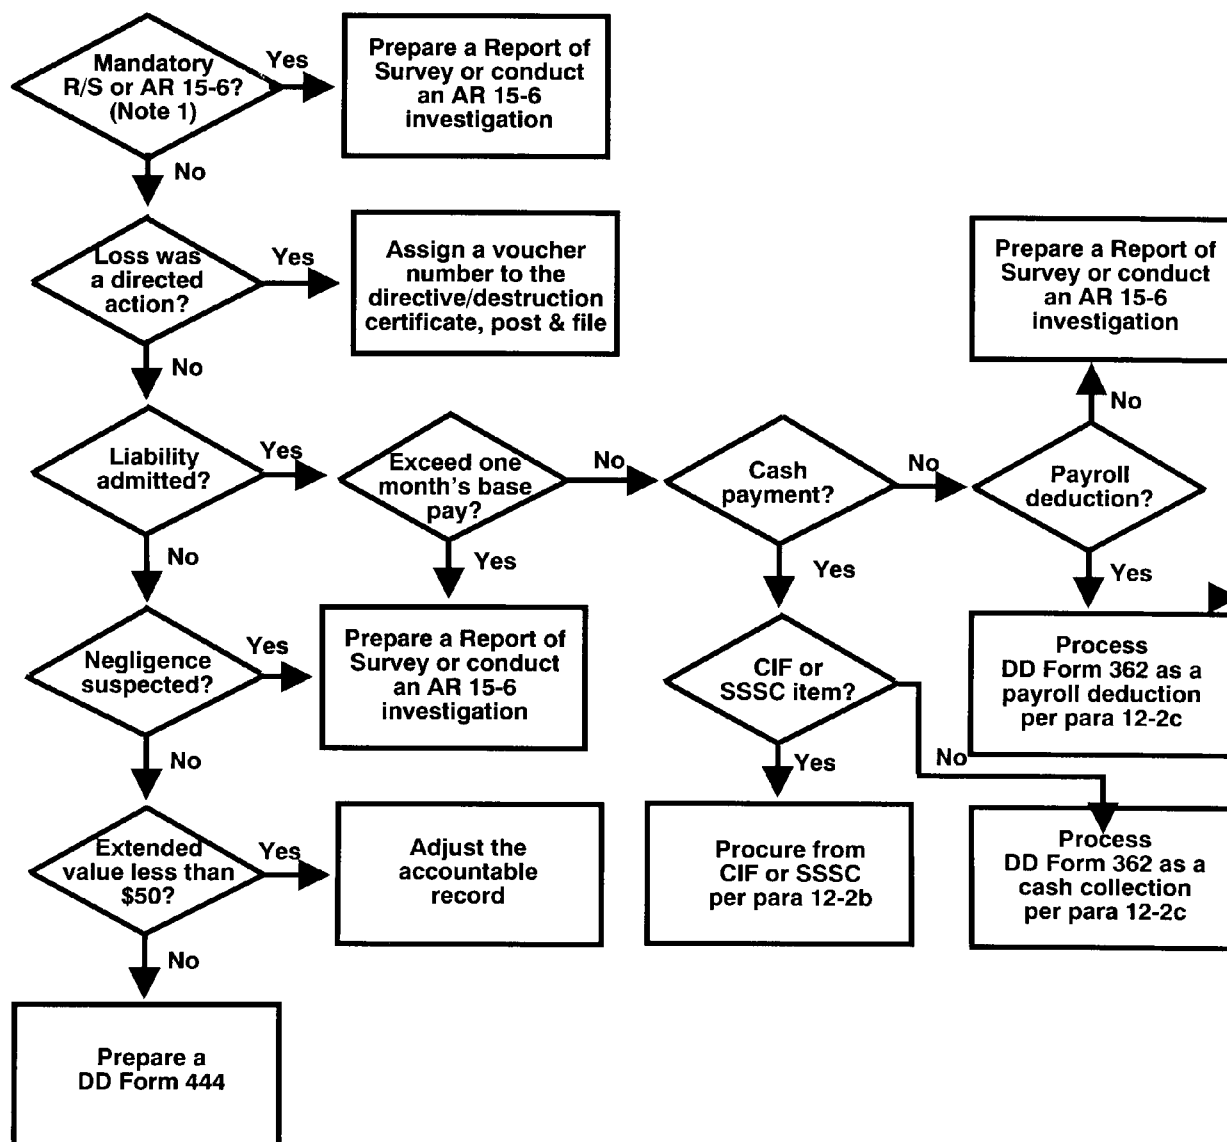 Mandatory
R/S or AR 15-6?
(Note 1)
Yes
Prepare a Report of
Survey or conduct
an AR 15-6
investigation
No
Loss was
a directed
action?
Yes
Assign a voucher
number to the
directive/destruction
certificate, post & file
Prepare a Report of
Survey or conduct
an AR 15-6
investigation
No
No
Liability
admitted?
Yes
Exceed one
month's base
pay?
No
Cash
payment?
No
Payroll
deduction?
No
Yes
Yes
Yes
Negligence
suspected?
Yes
Prepare a Report of
Survey or conduct
an AR 15-6
investigation
CIF or
SSSC item?
Process
DD Form 362 as a
payroll deduction
per para 12-2c
No
Yes
No
Extended
value less than
$50?
Yes
Adjust the
accountable
record
Procure from
CIF or SSSC
per para 12-2b
Process
DD Form 362 as a
cash collection
per para 12-2c
No
Prepare a
DD Form 444